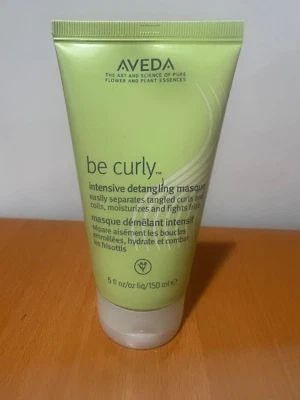 AVEDA
THE ART AND SCIENCE OF PURE
FLOWER AND PLANT ESSENCES
be curly™
intensive detangling masque
easily separates tangled curls and
coils, moisturizes and fights frizz
masque démêlant intensif
sépare aisément les boucles
emmêlées, hydrate et combat
les frisottis
5 fl oz/oz liq/150 ml e